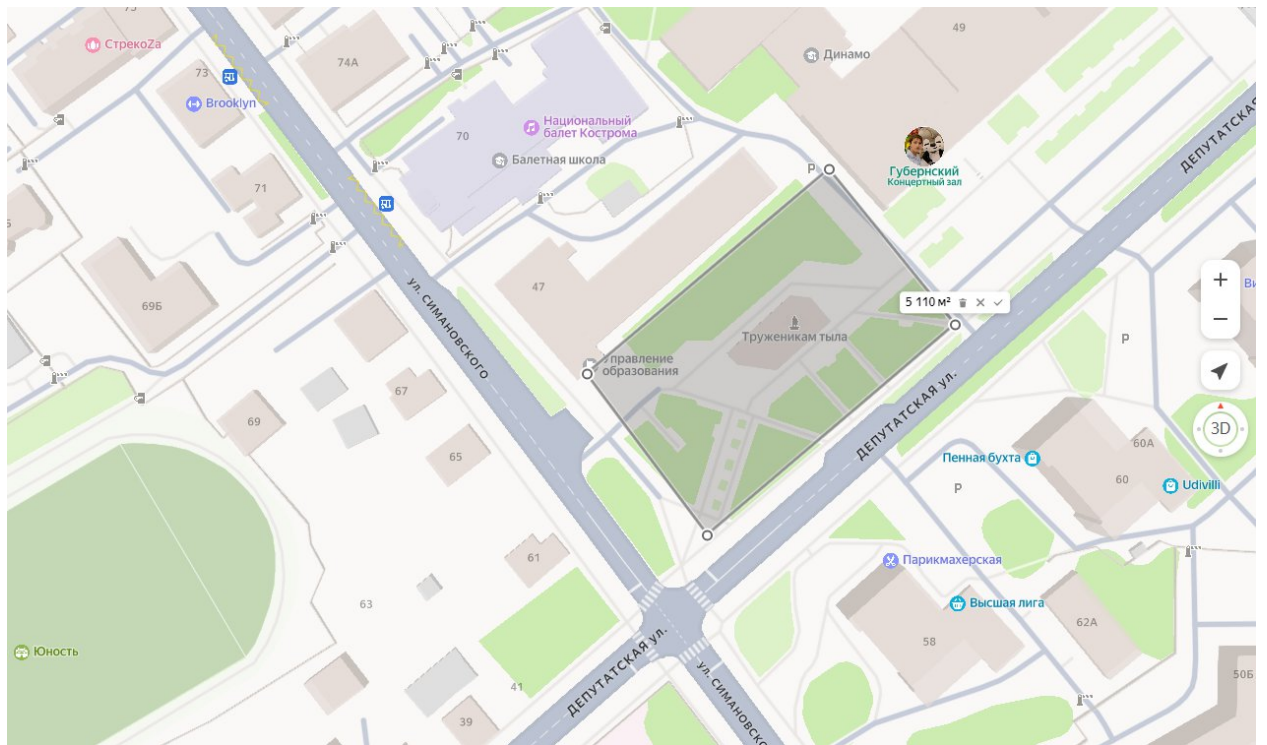 75
49
СтрекоZa
74А
Динамо
73
Brooklyn
Национальный
балет Кострома
70
Балетная школа
ДЕПУТАТСКАЯ
Губернский
Концертный зал
P
71
47
69Б
5 110 м²
+
−
Ви
ул. СИМАНОВСКОГО
Труженикам тыла
P
Управление
образования
67
69
65
ДЕПУТАТСКАЯ ул.
3D
60А
Пенная бухта
60
Udivilli
P
61
Парикмахерская
63
Высшая лига
62А
58
Юность
ДЕПУТАТСКАЯ ул.
ул. СИМАНОВСКО
41
39
50Б